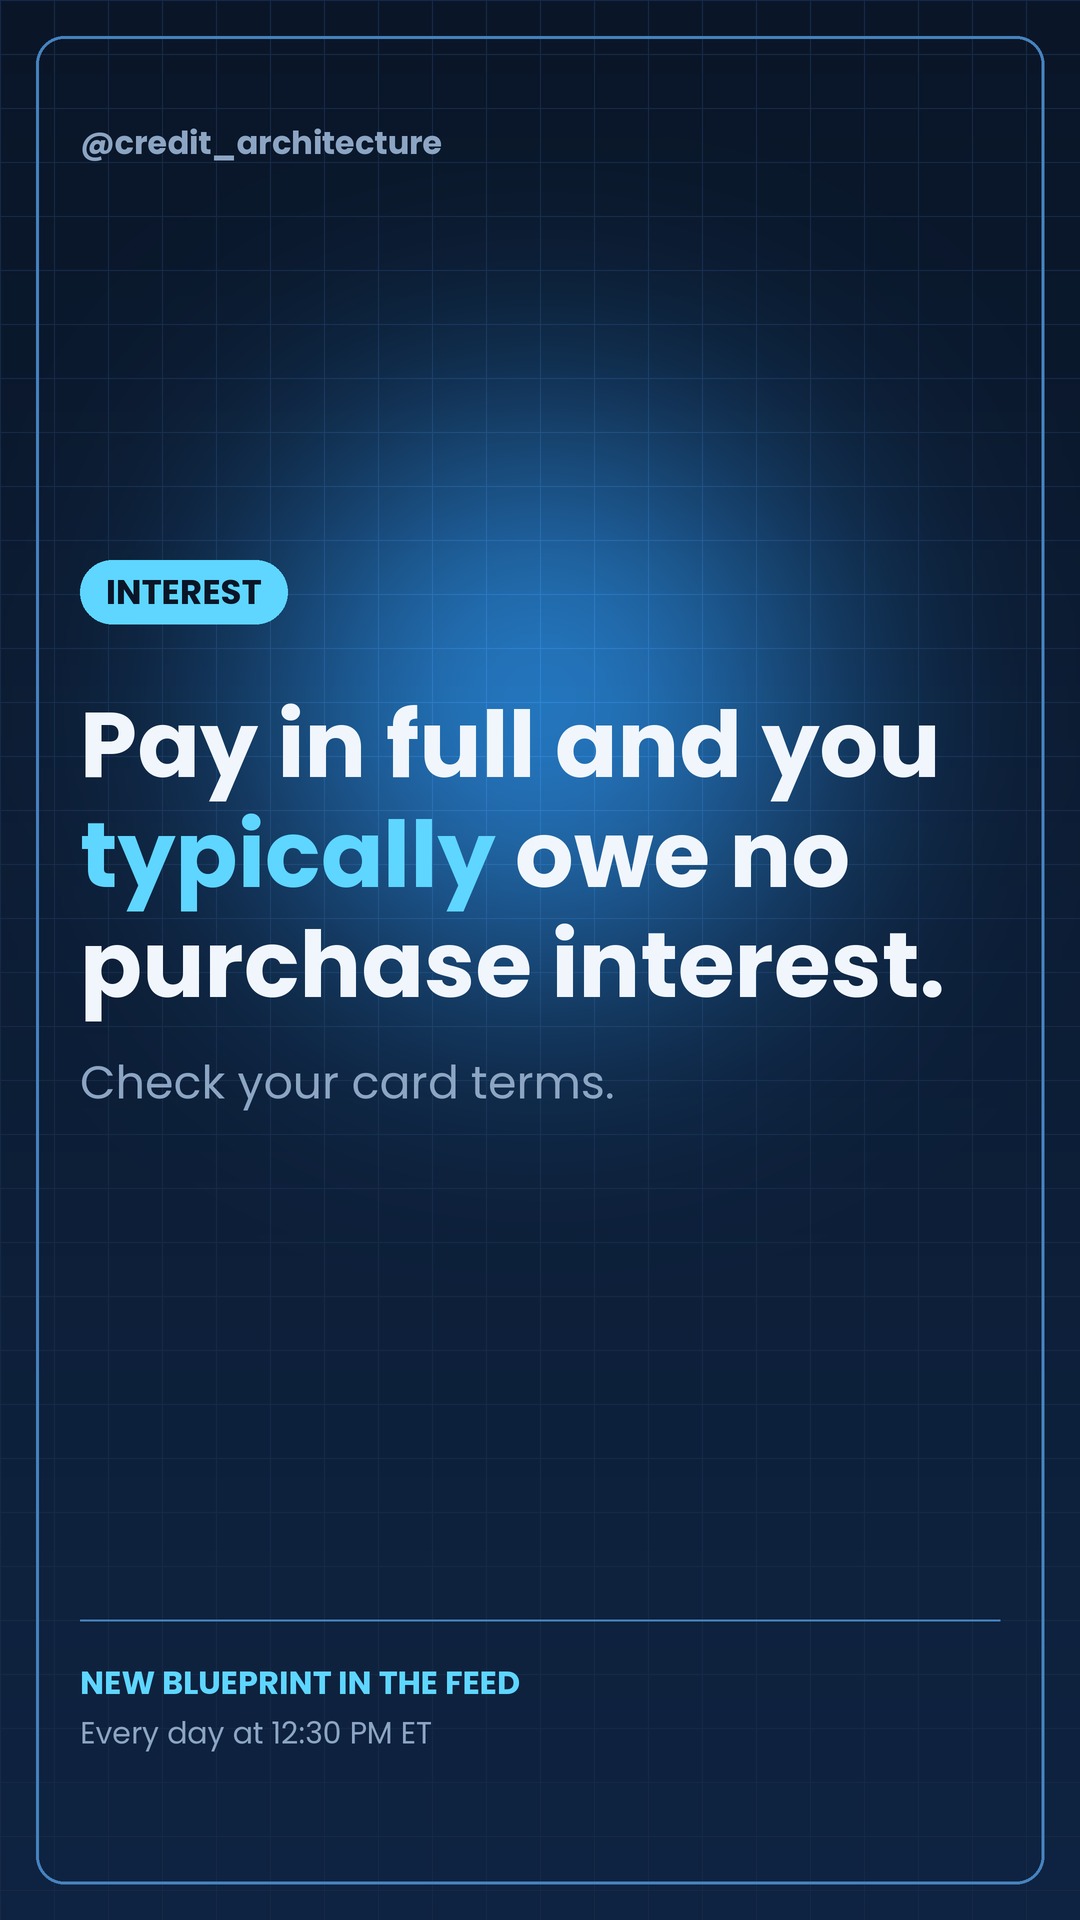 @credit_architecture
INTEREST
Pay in full and you
typically owe no
purchase interest.
Check your card terms.
NEW BLUEPRINT IN THE FEED
Every day at 12:30 PM ET